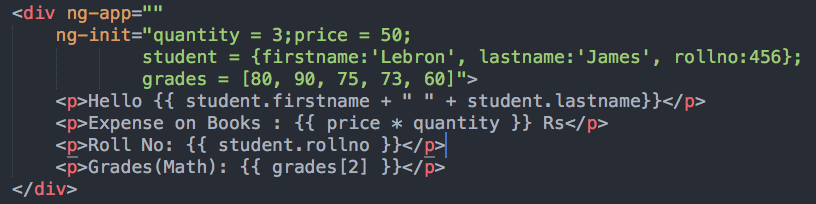 <div ng-app=""
ng-init="quantity = 3;price = 50;
student = {firstname:'Lebron', lastname:'James', rollno:456};
grades = [80, 90, 75, 73, 60]">
<p>Hello {{ student.firstname + " " + student.lastname}}</p>
<p>Expense on Books : {{ price * quantity }} Rs</p>
<p>Roll No: {{ student.rollno }}</p>
<p>Grades(Math): {{ grades[2] }}</p>
</div>